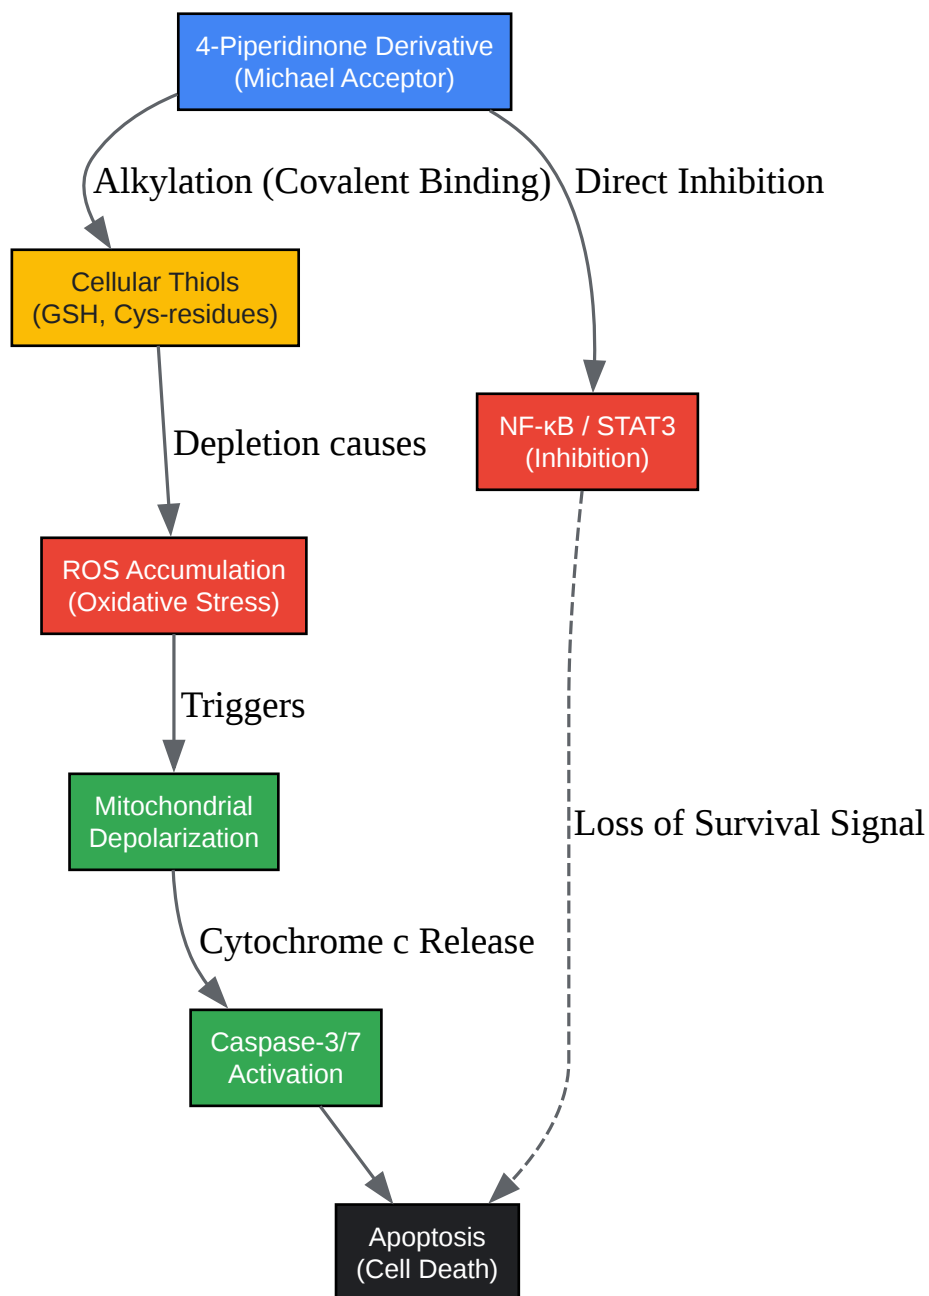 4-Piperidinone Derivative
(Michael Acceptor)
Alkylation (Covalent Binding)
Direct Inhibition
Cellular Thiols
(GSH, Cys-residues)
NF-κB / STAT3
(Inhibition)
Depletion causes
ROS Accumulation
(Oxidative Stress)
Triggers
Mitochondrial
Depolarization
Loss of Survival Signal
Cytochrome c Release
Caspase-3/7
Activation
Apoptosis
(Cell Death)